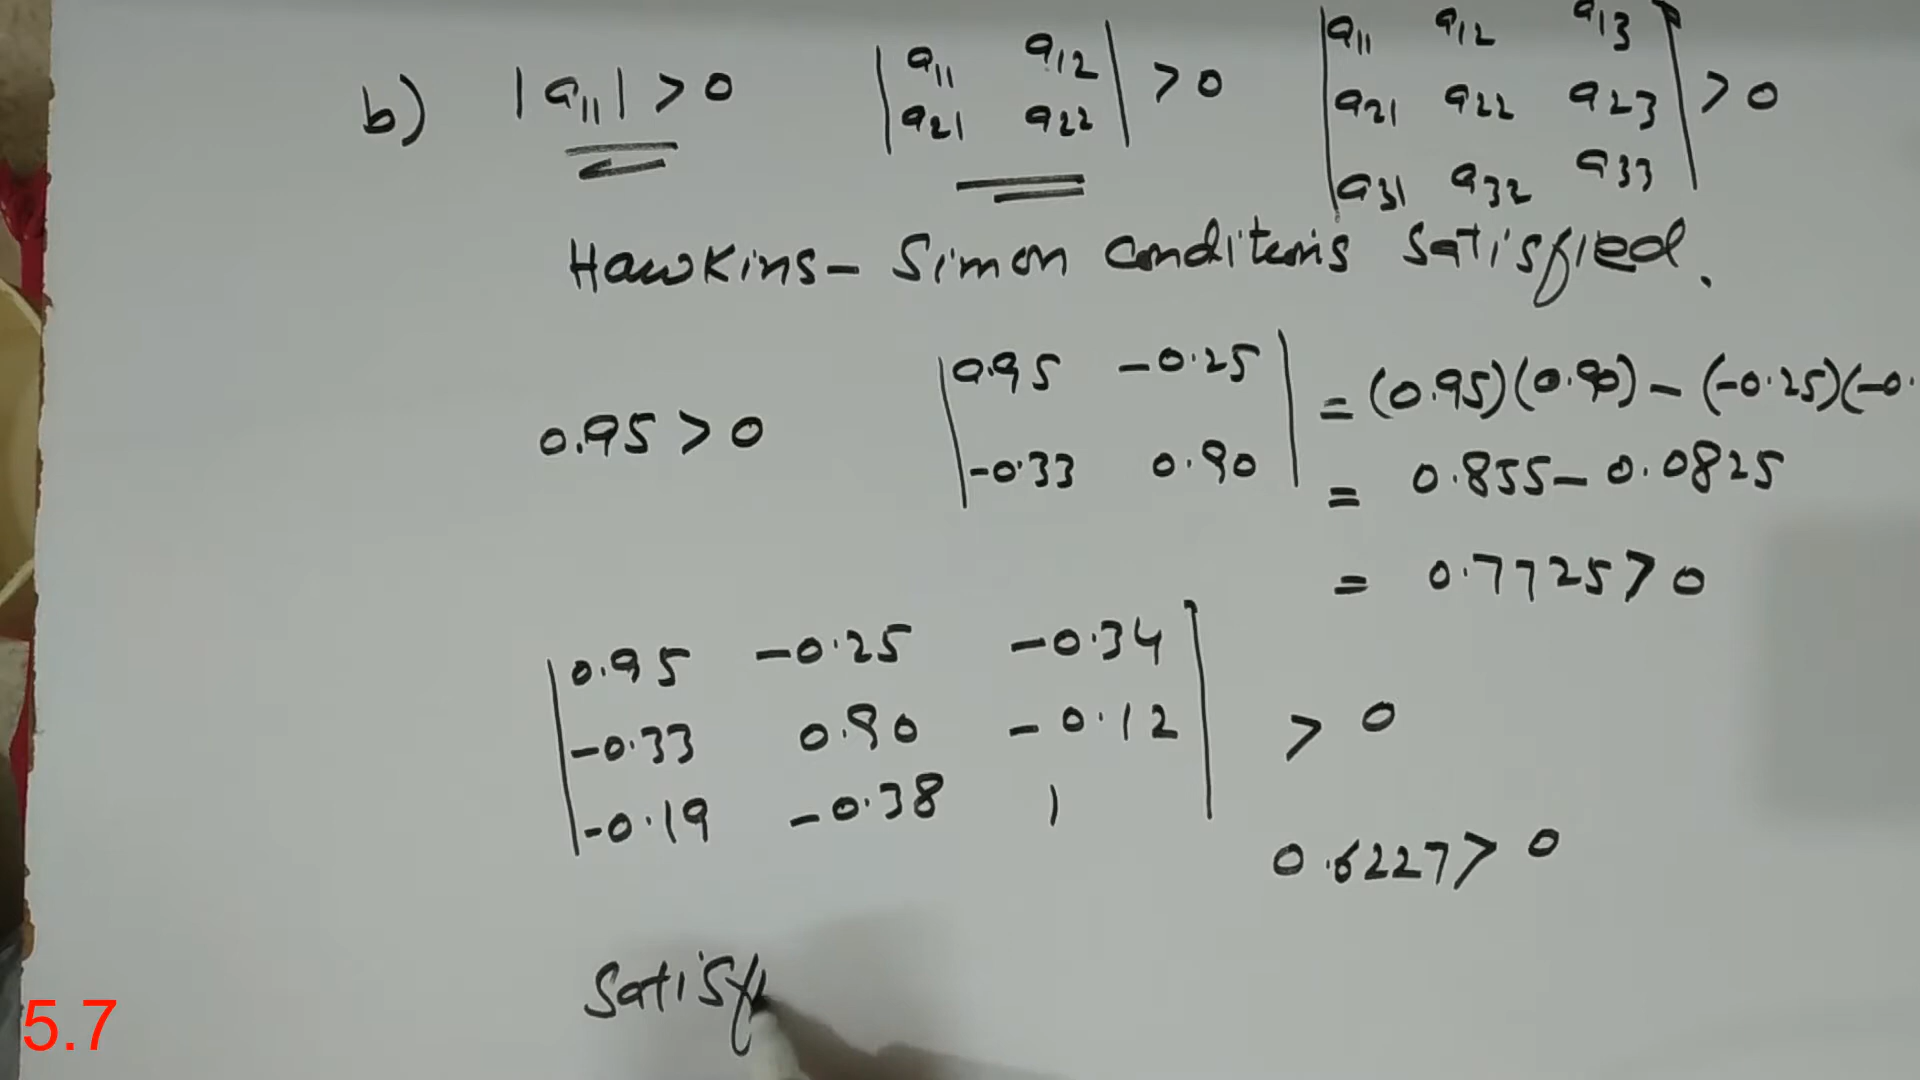 b) |a11| > 0 |a11 a12| > 0 |a11 a12 a13| > 0
a21 a22 a21 a22 a23
a31 a32 a33
Hawkins - Simon conditions satisfied.
0.95 > 0
|0.95 -0.25| = (0.95)(0.90) - (-0.25)(-0.
|-0.33 0.90| = 0.855 - 0.0825
= 0.7725 > 0
|0.95 -0.25 -0.34|
|-0.33 0.90 -0.12| > 0
|-0.19 -0.38 1|
0.6227 > 0
Satisf
5.7